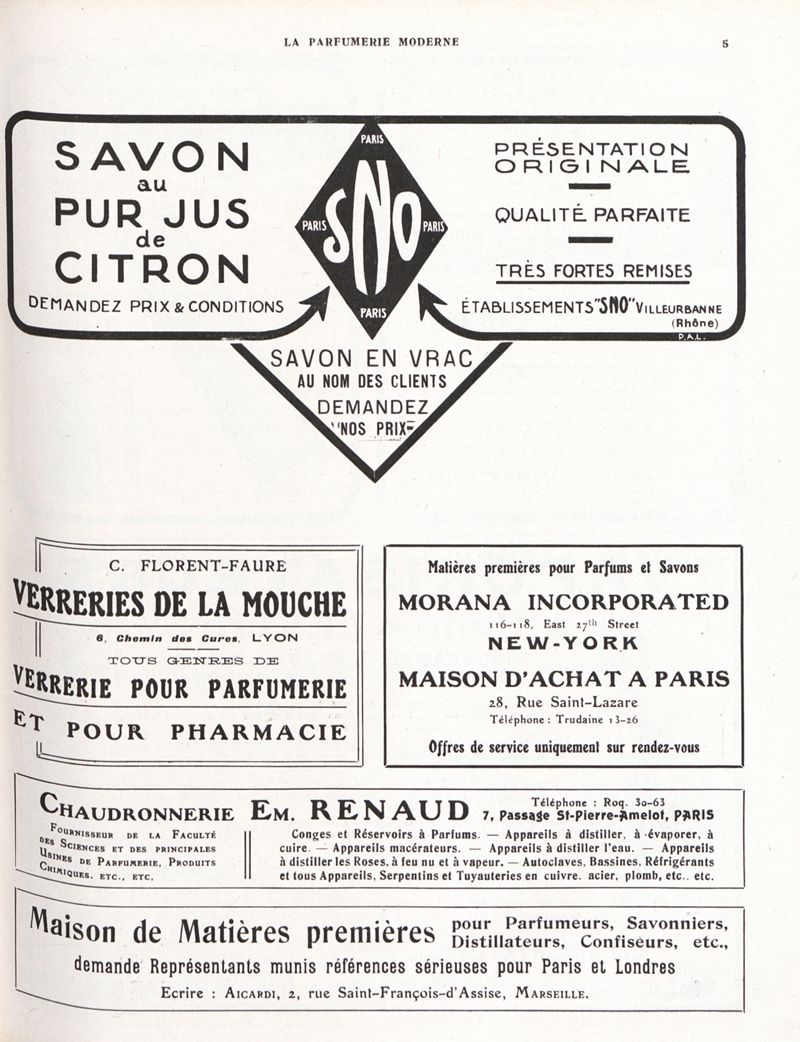 LA PARFUMERIE MODERNE
5
SAVON
au
PUR JUS
de
CITRON
DEMANDEZ PRIX & CONDITIONS
PARIS
PARIS SNO PARIS
PARIS
PRÉSENTATION
ORIGINALE
QUALITÉ PARFAITE
TRÈS FORTES REMISES
ÉTABLISSEMENTS "SNO" VILLEURBANNE
(Rhône)
D.A.L.
SAVON EN VRAC
AU NOM DES CLIENTS
DEMANDEZ
NOS PRIX
C. FLORENT-FAURE
VERRERIES DE LA MOUCHE
6, Chemin des Cures, LYON
TOUS GENRES DE
VERRERIE POUR PARFUMERIE
ET POUR PHARMACIE
Matières premières pour Parfums et Savons
MORANA INCORPORATED
116-118, East 27th Street
NEW-YORK
MAISON D'ACHAT A PARIS
28, Rue Saint-Lazare
Téléphone : Trudaine 13-26
Offres de service uniquement sur rendez-vous
CHAUDRONNERIE EM. RENAUD
Téléphone : Roq. 30-63
7, Passage St-Pierre-Amelot, PARIS
FOURNISSEUR DE LA FACULTÉ
DES SCIENCES ET DES PRINCIPALES
USINES DE PARFUMERIE, PRODUITS
CHIMIQUES, ETC., ETC.
Conges et Réservoirs à Parfums. — Appareils à distiller, à évaporer, à
cuire. — Appareils macérateurs. — Appareils à distiller l'eau. — Appareils
à distiller les Roses, à feu nu et à vapeur. — Autoclaves, Bassines, Réfrigérants
et tous Appareils, Serpentins et Tuyauteries en cuivre, acier, plomb, etc., etc.
Maison de Matières premières
pour Parfumeurs, Savonniers,
Distillateurs, Confiseurs, etc.,
demande Représentants munis références sérieuses pour Paris et Londres
Ecrire : AICARDI, 2, rue Saint-François-d'Assise, MARSEILLE.